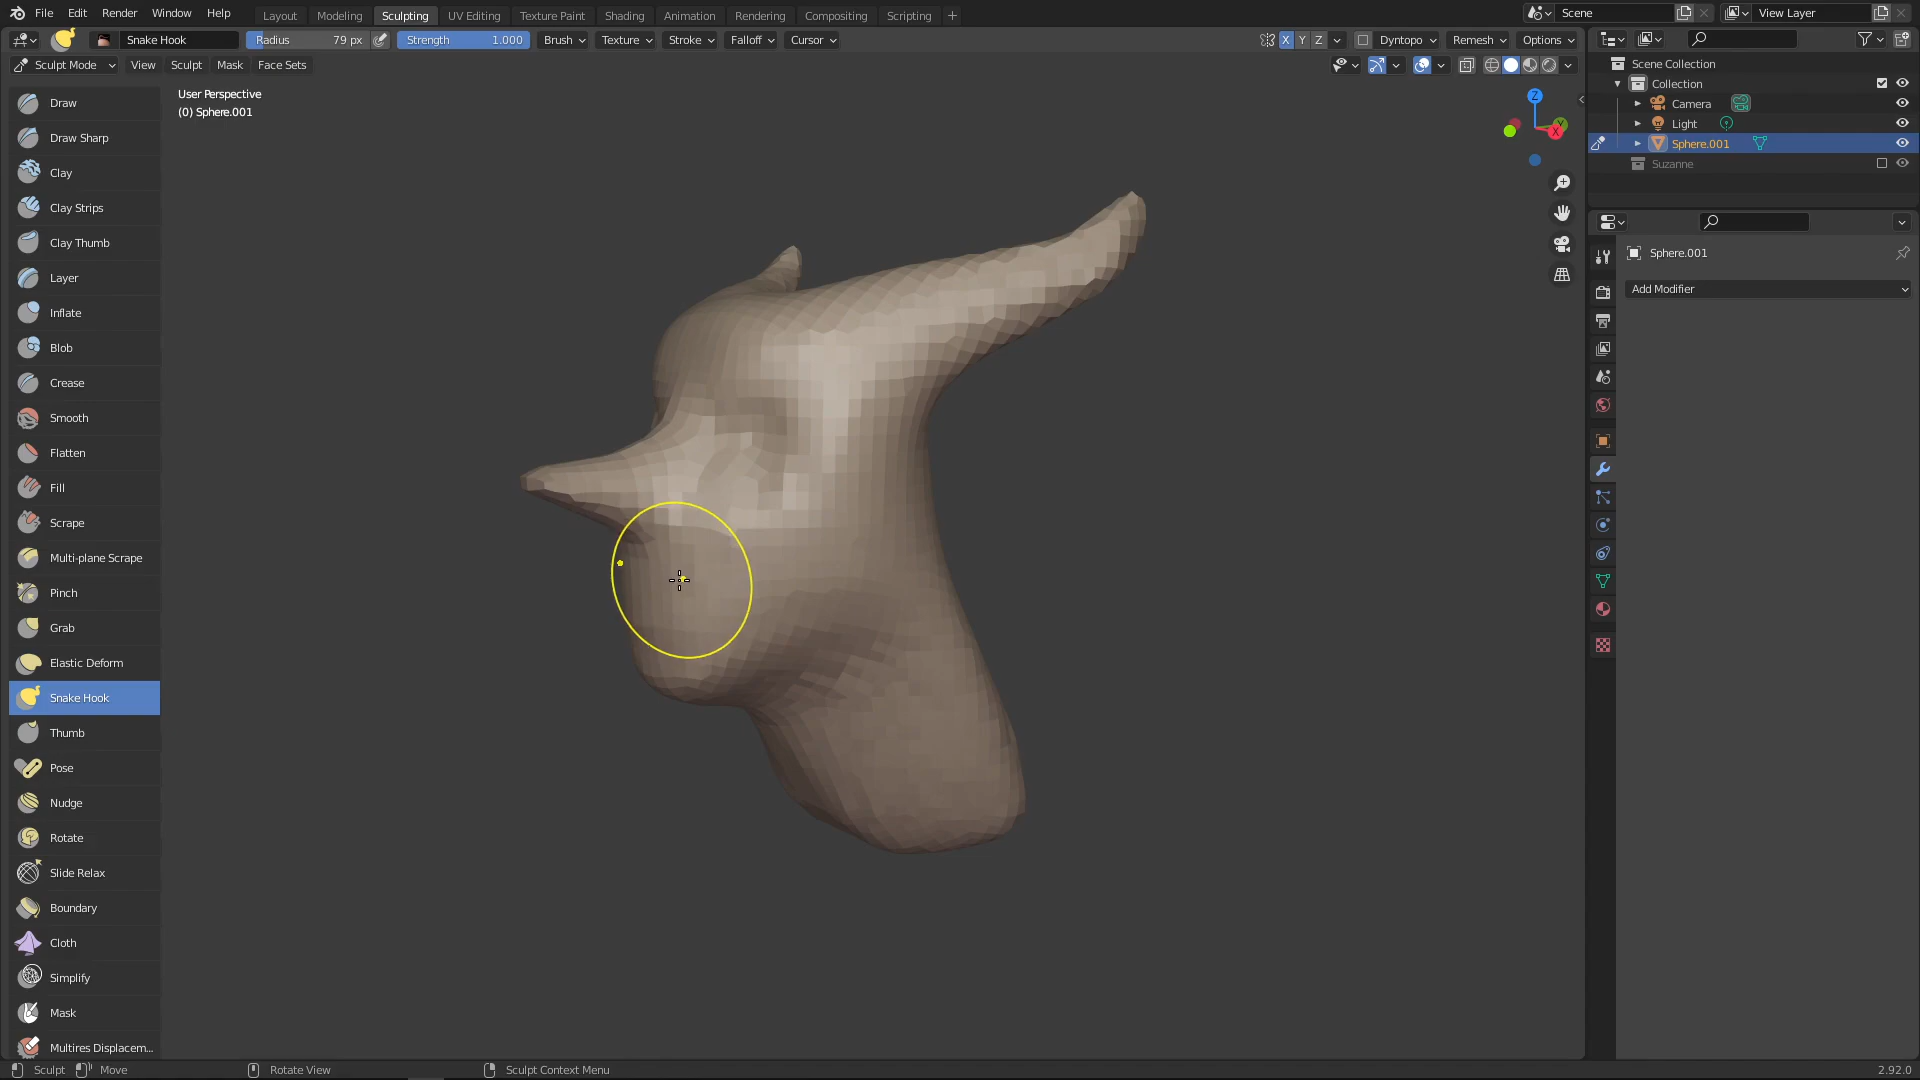 File Edit Render Window Help Layout Modeling Sculpting UV Editing Texture Paint Shading Animation Rendering Compositing Scripting + Scene View Layer
Snake Hook Radius 79 px Strength 1.000 Brush Texture Stroke Falloff Cursor X Y Z Dyntopo Remesh Options
Sculpt Mode View Sculpt Mask Face Sets
User Perspective
(0) Sphere.001
Z
Y
X
Draw
Draw Sharp
Clay
Clay Strips
Clay Thumb
Layer
Inflate
Blob
Crease
Smooth
Flatten
Fill
Scrape
Multi-plane Scrape
Pinch
Grab
Elastic Deform
Snake Hook
Thumb
Pose
Nudge
Rotate
Slide Relax
Boundary
Cloth
Simplify
Mask
Multires Displacem...
Scene Collection
Collection
Camera
Light
Sphere.001
Suzanne
Sphere.001
Add Modifier
Sculpt Move Rotate View Sculpt Context Menu 2.92.0